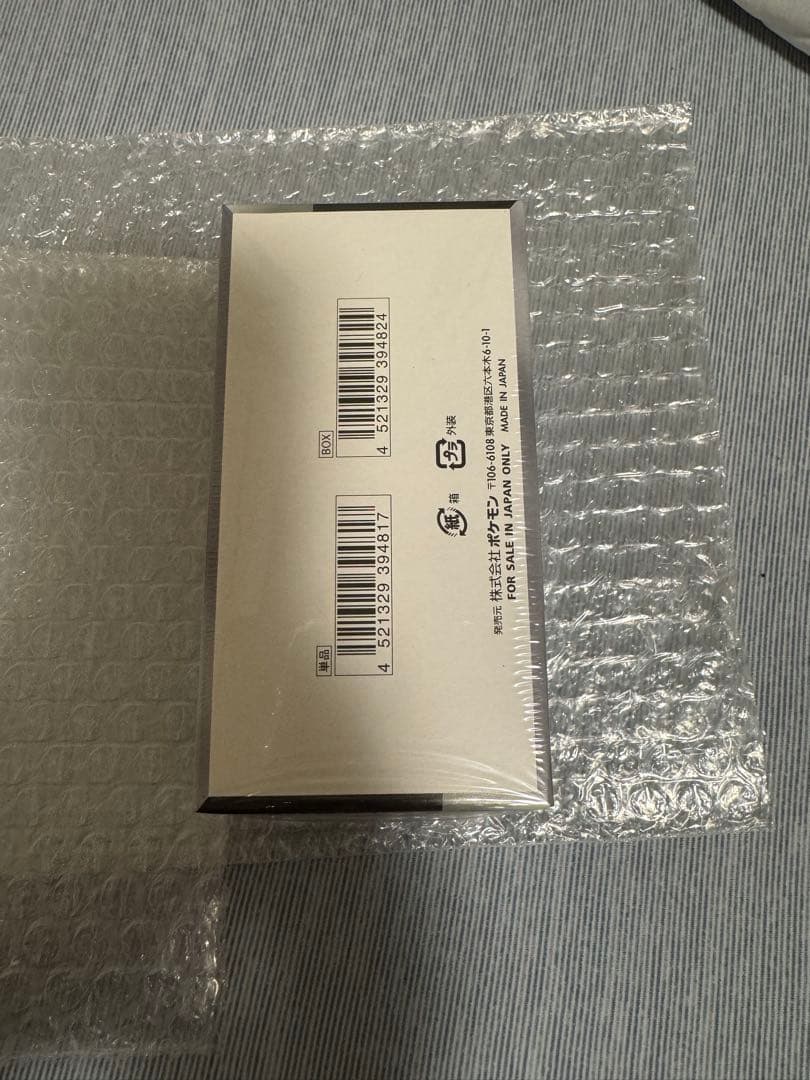 単品
4 521329 394817
BOX
4 521329 394824
紙 箱
プラ 外装
発売元 株式会社 ポケモン 〒106-6108 東京都港区六本木6-10-1
FOR SALE IN JAPAN ONLY MADE IN JAPAN